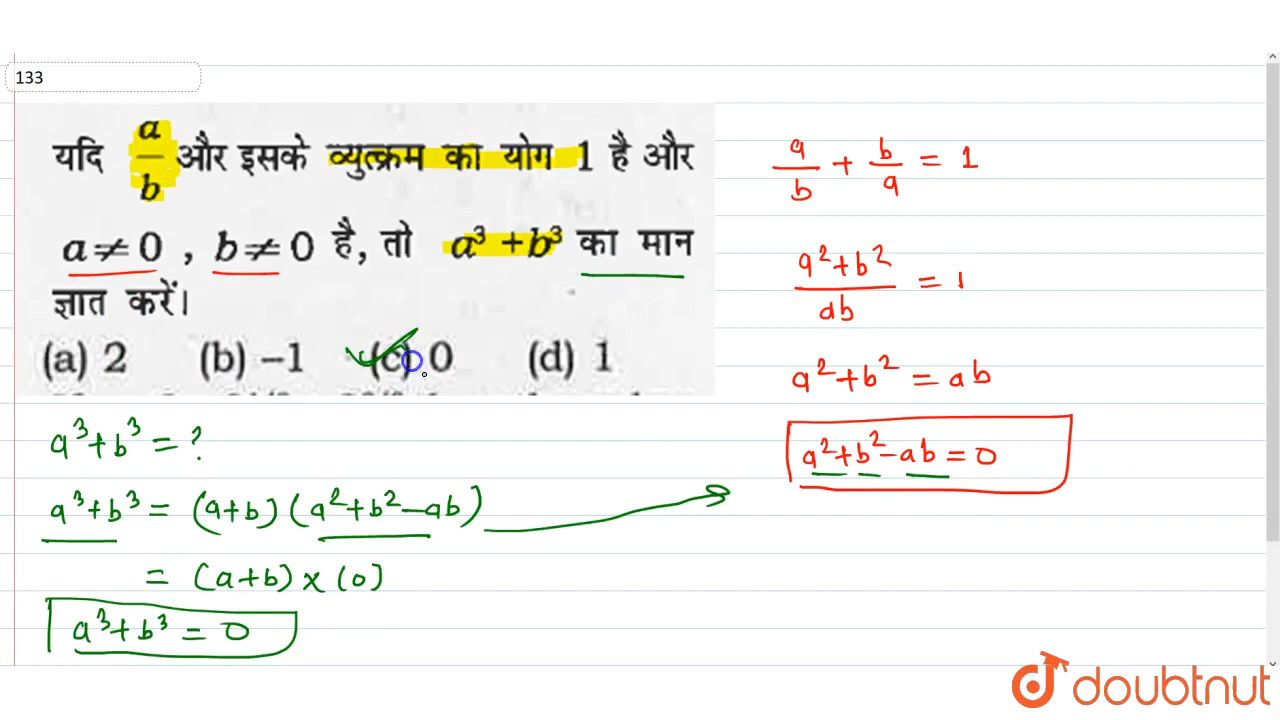 133
यदि a/b और इसके व्युत्क्रम का योग 1 है और
a≠0 , b≠0 है, तो a³ +b³ का मान
ज्ञात करें।
(a) 2 (b) –1 (c) 0 (d) 1
a³+b³ = ?
a³+b³ = (a+b) (a²+b²-ab)
= (a+b) x (0)
a³+b³ = 0
a/b + b/a = 1
a²+b²/ab = 1
a²+b² = ab
a²+b²-ab = 0
doubtnut